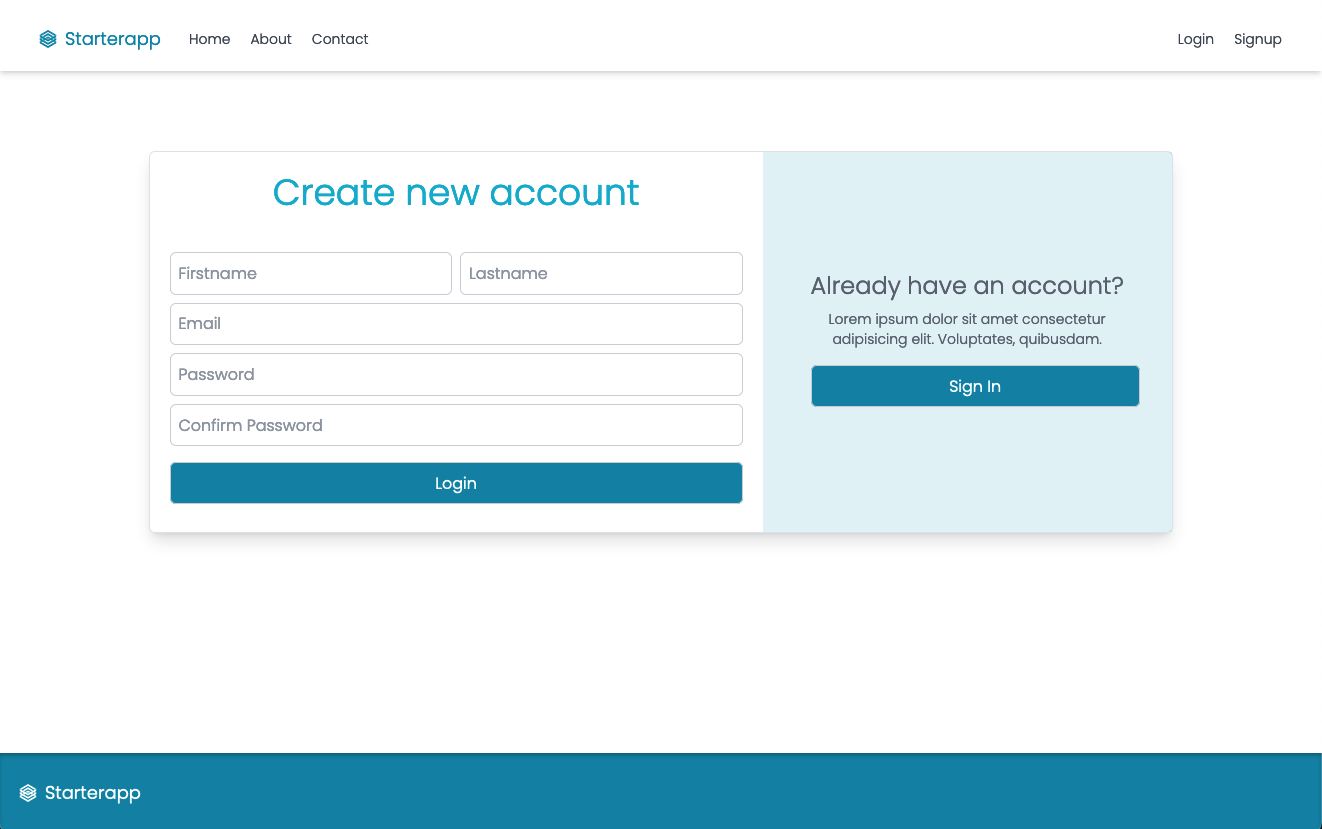 Starterapp Home About Contact Login Signup
Create new account
Firstname Lastname
Email
Password
Confirm Password
Login
Already have an account?
Lorem ipsum dolor sit amet consectetur
adipisicing elit. Voluptates, quibusdam.
Sign In
Starterapp